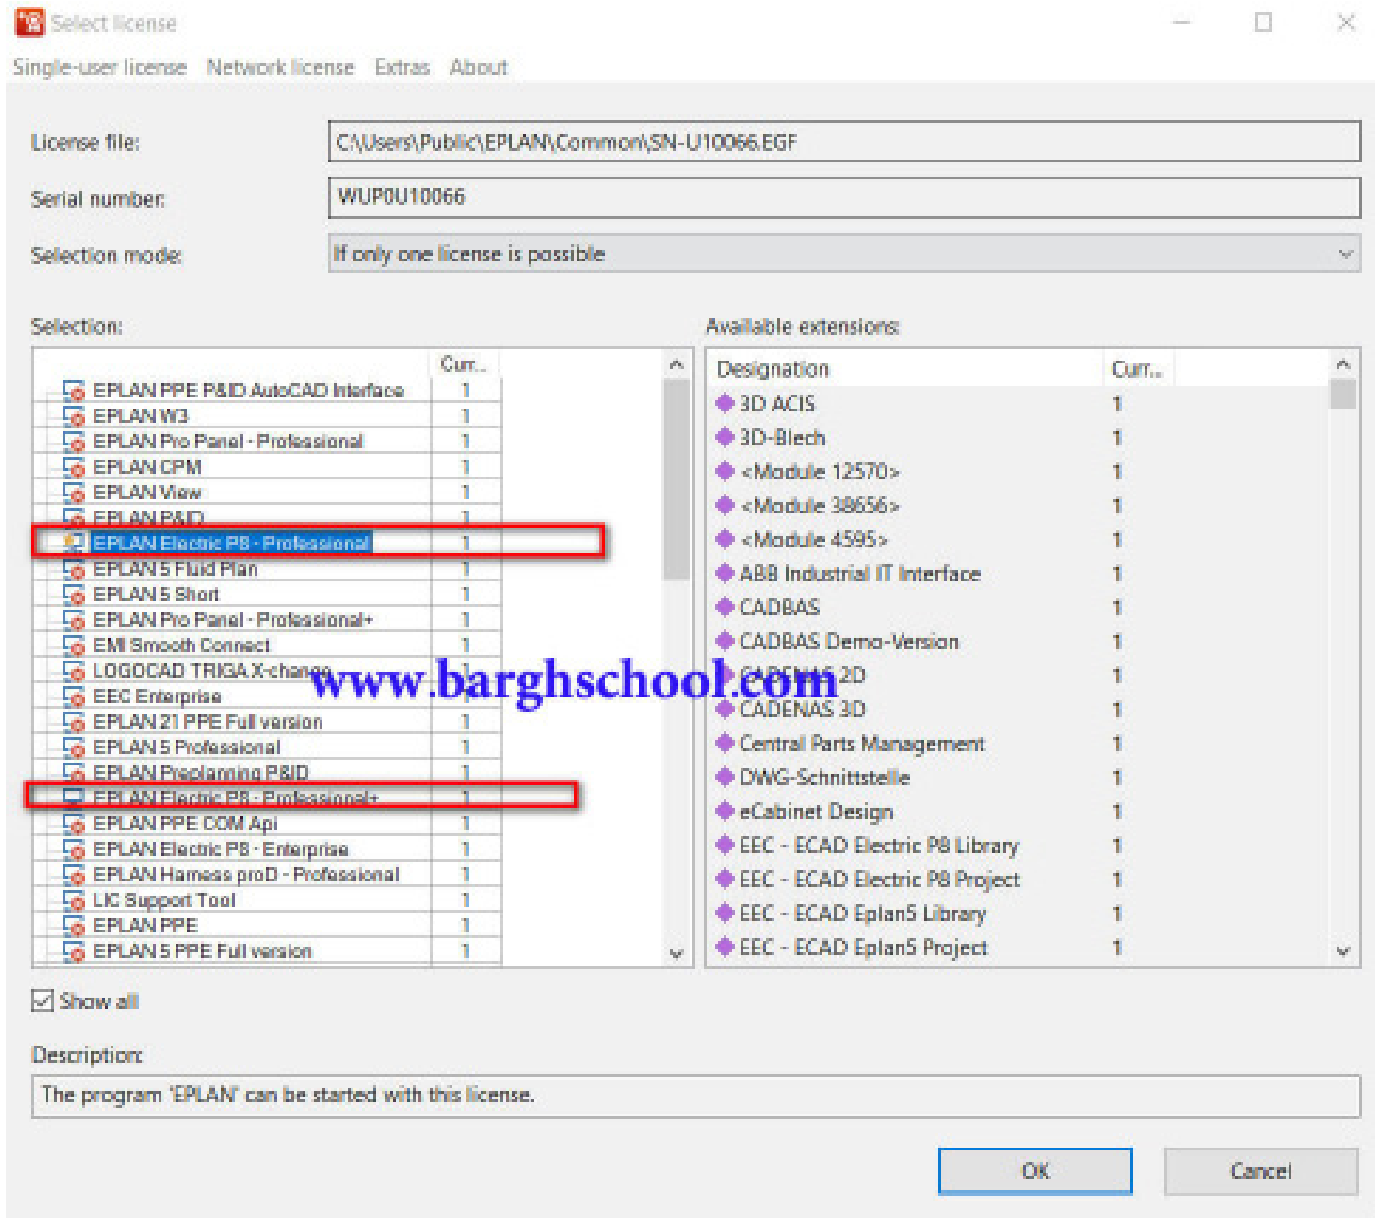 Select license
Single-user license Network license Extras About
License file: C:\Users\Public\EPLAN\Common\SN-U10066.EGF
Serial number: WUP0U10066
Selection mode: If only one license is possible
Selection:
Curr...
EPLAN PPE P&ID AutoCAD Interface 1
EPLAN W3 1
EPLAN Pro Panel - Professional 1
EPLAN CPM 1
EPLAN View 1
EPLAN P&ID 1
EPLAN Electric P8 - Professional 1
EPLAN 5 Fluid Plan 1
EPLAN 5 Short 1
EPLAN Pro Panel - Professional+ 1
EMI Smooth Connect 1
LOGOCAD TRIGA X-change 1
EEC Enterprise 1
EPLAN 21 PPE Full version 1
EPLAN 5 Professional 1
EPLAN Preplanning P&ID 1
EPLAN Electric P8 - Professional+ 1
EPLAN PPE COM Api 1
EPLAN Electric P8 - Enterprise 1
EPLAN Harness proD - Professional 1
LIC Support Tool 1
EPLAN PPE 1
EPLAN 5 PPE Full version 1
Available extensions:
Designation Curr...
3D ACIS 1
3D-Blech 1
<Module 12570> 1
<Module 38656> 1
<Module 4595> 1
ABB Industrial IT Interface 1
CADBAS 1
CADBAS Demo-Version 1
CADENAS 2D 1
CADENAS 3D 1
Central Parts Management 1
DWG-Schnittstelle 1
eCabinet Design 1
EEC - ECAD Electric P8 Library 1
EEC - ECAD Electric P8 Project 1
EEC - ECAD Eplan5 Library 1
EEC - ECAD Eplan5 Project 1
www.barghschool.com
Show all
Description:
The program 'EPLAN' can be started with this license.
OK Cancel